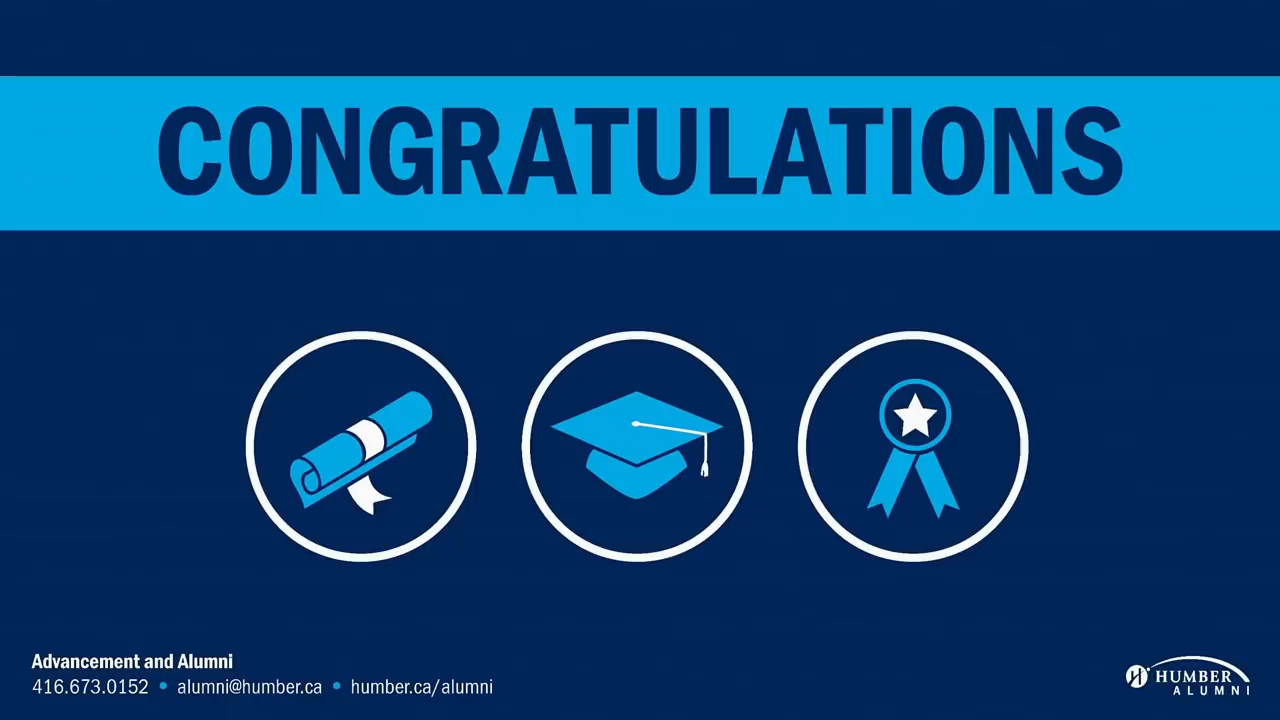 CONGRATULATIONS
Advancement and Alumni
416.673.0152 • alumni@humber.ca • humber.ca/alumni
HUMBER
ALUMNI